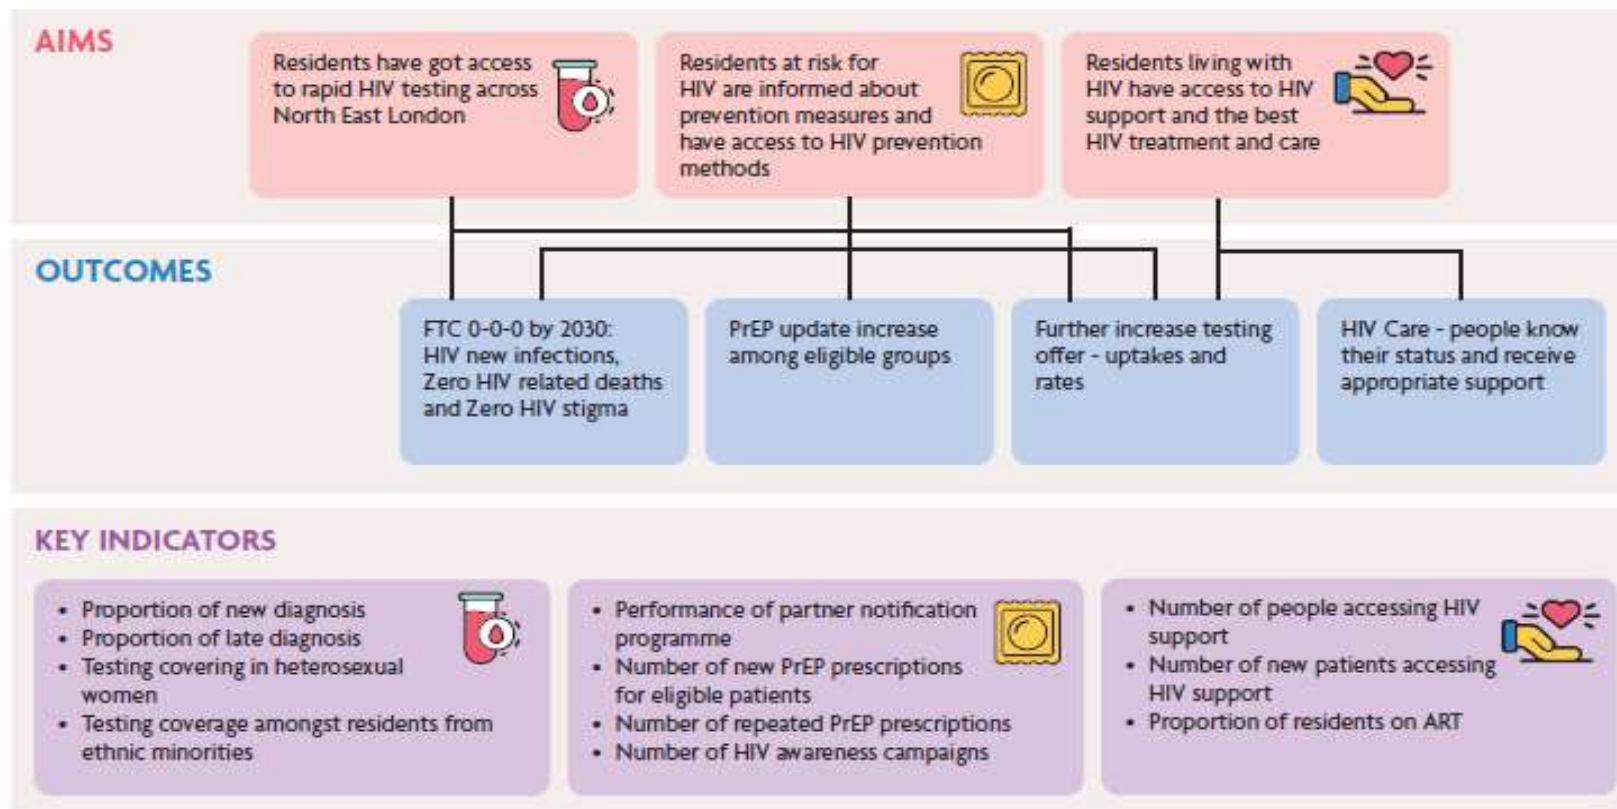 AIMS
Residents have got access
to rapid HIV testing across
North East London
Residents at risk for
HIV are informed about
prevention measures and
have access to HIV prevention
methods
Residents living with
HIV have access to HIV
support and the best
HIV treatment and care
OUTCOMES
FTC 0-0-0 by 2030:
HIV new infections,
Zero HIV related deaths
and Zero HIV stigma
PrEP update increase
among eligible groups
Further increase testing
offer - uptakes and
rates
HIV Care - people know
their status and receive
appropriate support
KEY INDICATORS
• Proportion of new diagnosis
• Proportion of late diagnosis
• Testing covering in heterosexual
women
• Testing coverage amongst residents from
ethnic minorities
• Performance of partner notification
programme
• Number of new PrEP prescriptions
for eligible patients
• Number of repeated PrEP prescriptions
• Number of HIV awareness campaigns
• Number of people accessing HIV
support
• Number of new patients accessing
HIV support
• Proportion of residents on ART